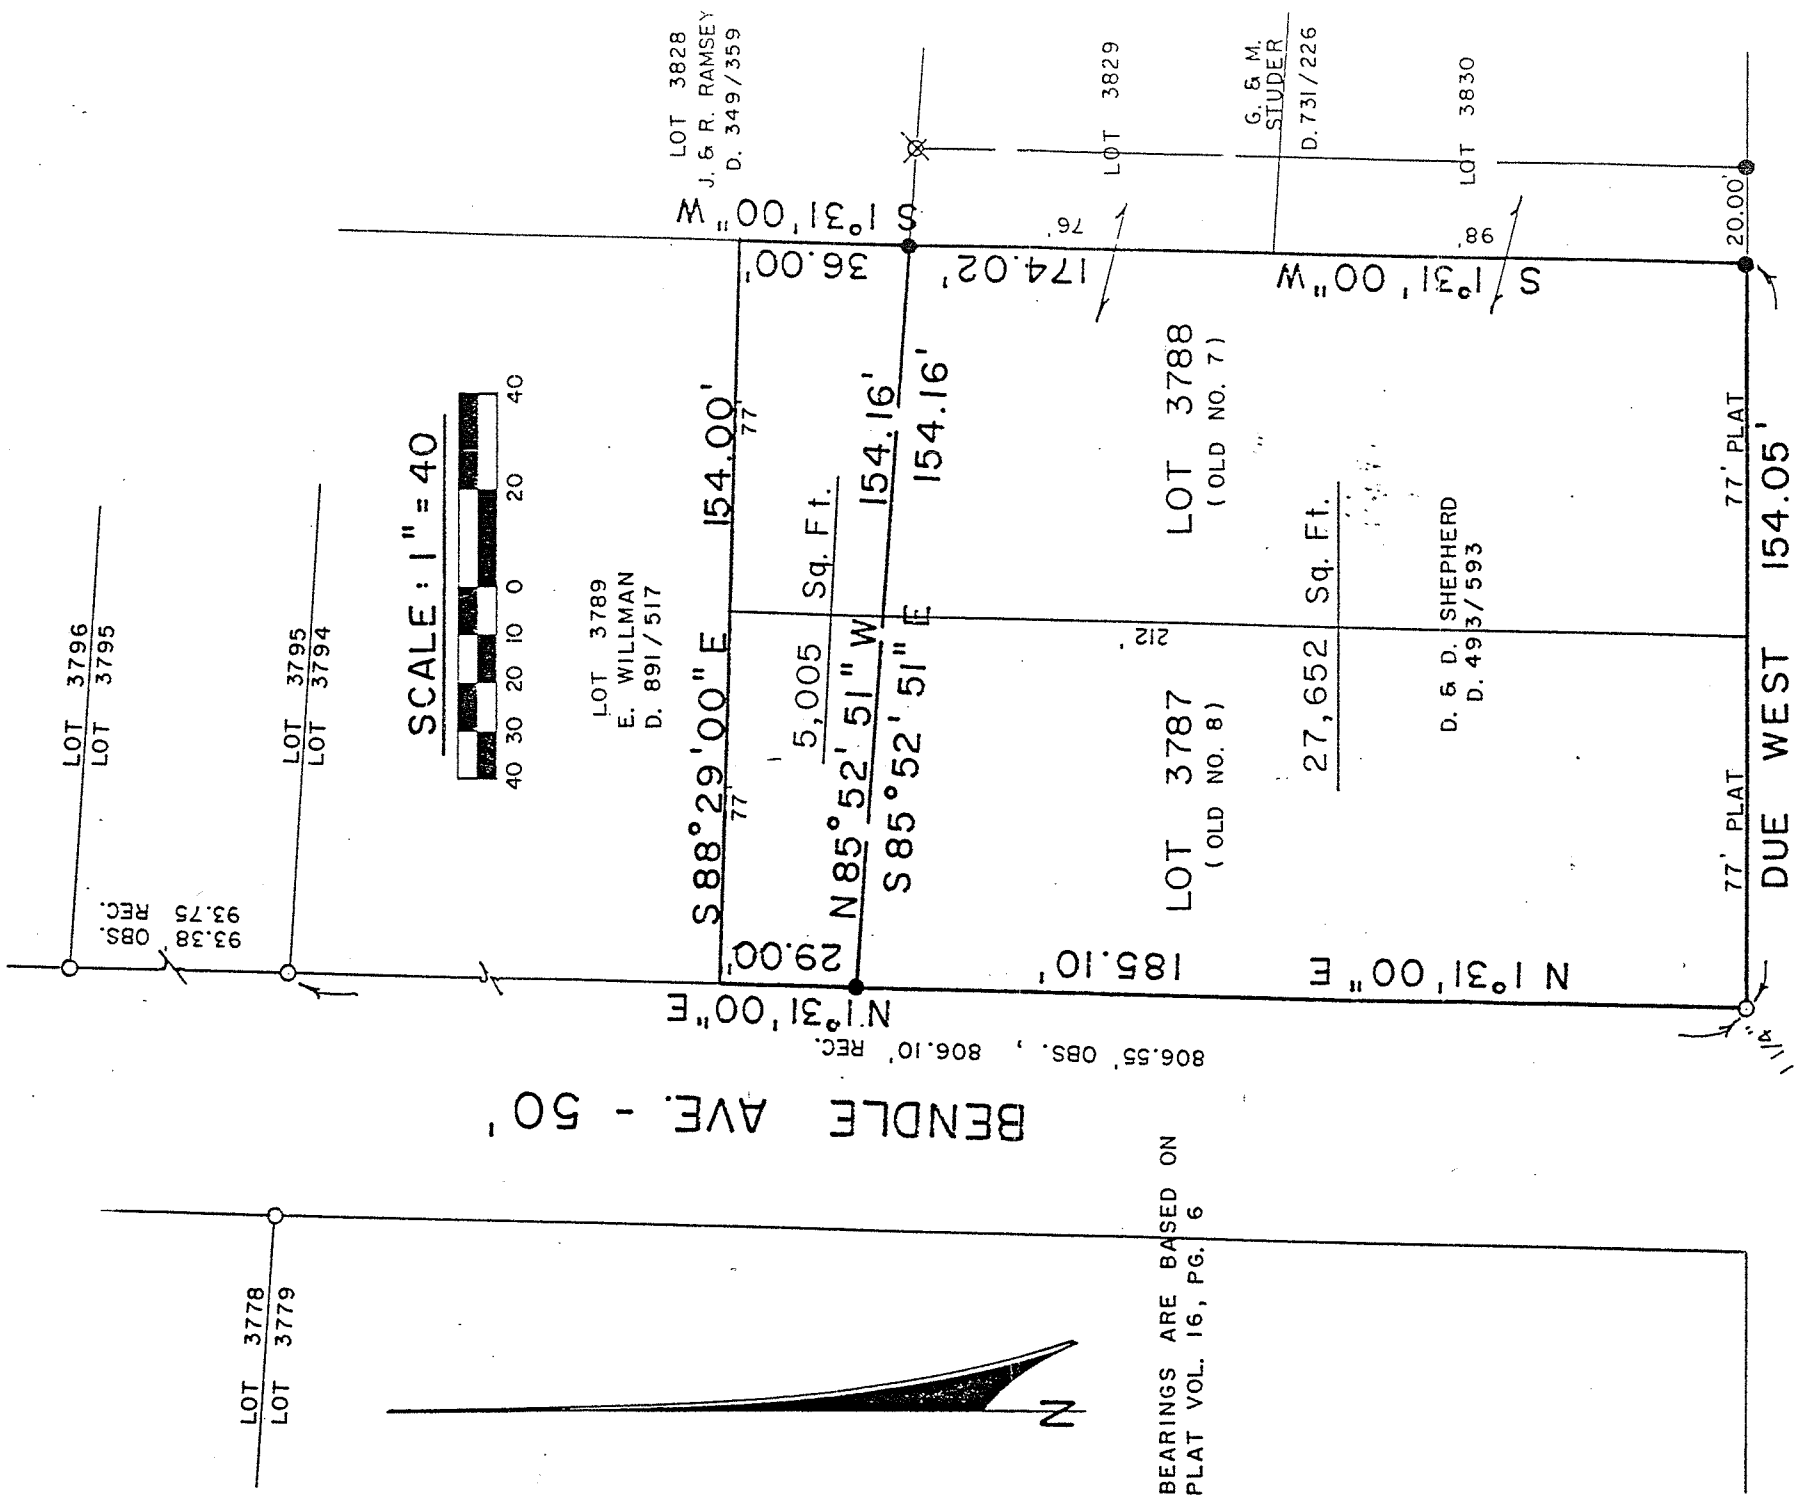 LOT 3828
J. & R. RAMSEY
D. 349/359
LOT 3829
G. & M.
STUDER
D. 731/226
LOT 3830
S 1°31'00" W
36.00'
174.02'
76'
S 1°31'00" W
98'
20.00'
LOT 3796
LOT 3795
LOT 3795
LOT 3794
93.38' OBS.
93.75 REC.
SCALE : 1" = 40
40 30 20 10 0 20 40
LOT 3789
E. WILLMAN
D. 891/517
S 88°29'00" E 154.00'
77'
77'
5,005 Sq. Ft.
N 85°52'51" W 154.16'
S 85°52'51" E 154.16'
29.00'
N 1°31'00" E
185.10'
N 1°31'00" E
212'
LOT 3787
(OLD NO. 8)
LOT 3788
(OLD NO. 7)
27,652 Sq. Ft.
D. & D. SHEPHERD
D. 493/593
77' PLAT
77' PLAT
DUE WEST 154.05'
1/4"
806.55' OBS. , 806.10' REC.
BENDLE AVE. - 50'
LOT 3778
LOT 3779
N
BEARINGS ARE BASED ON
PLAT VOL. 16, PG. 6